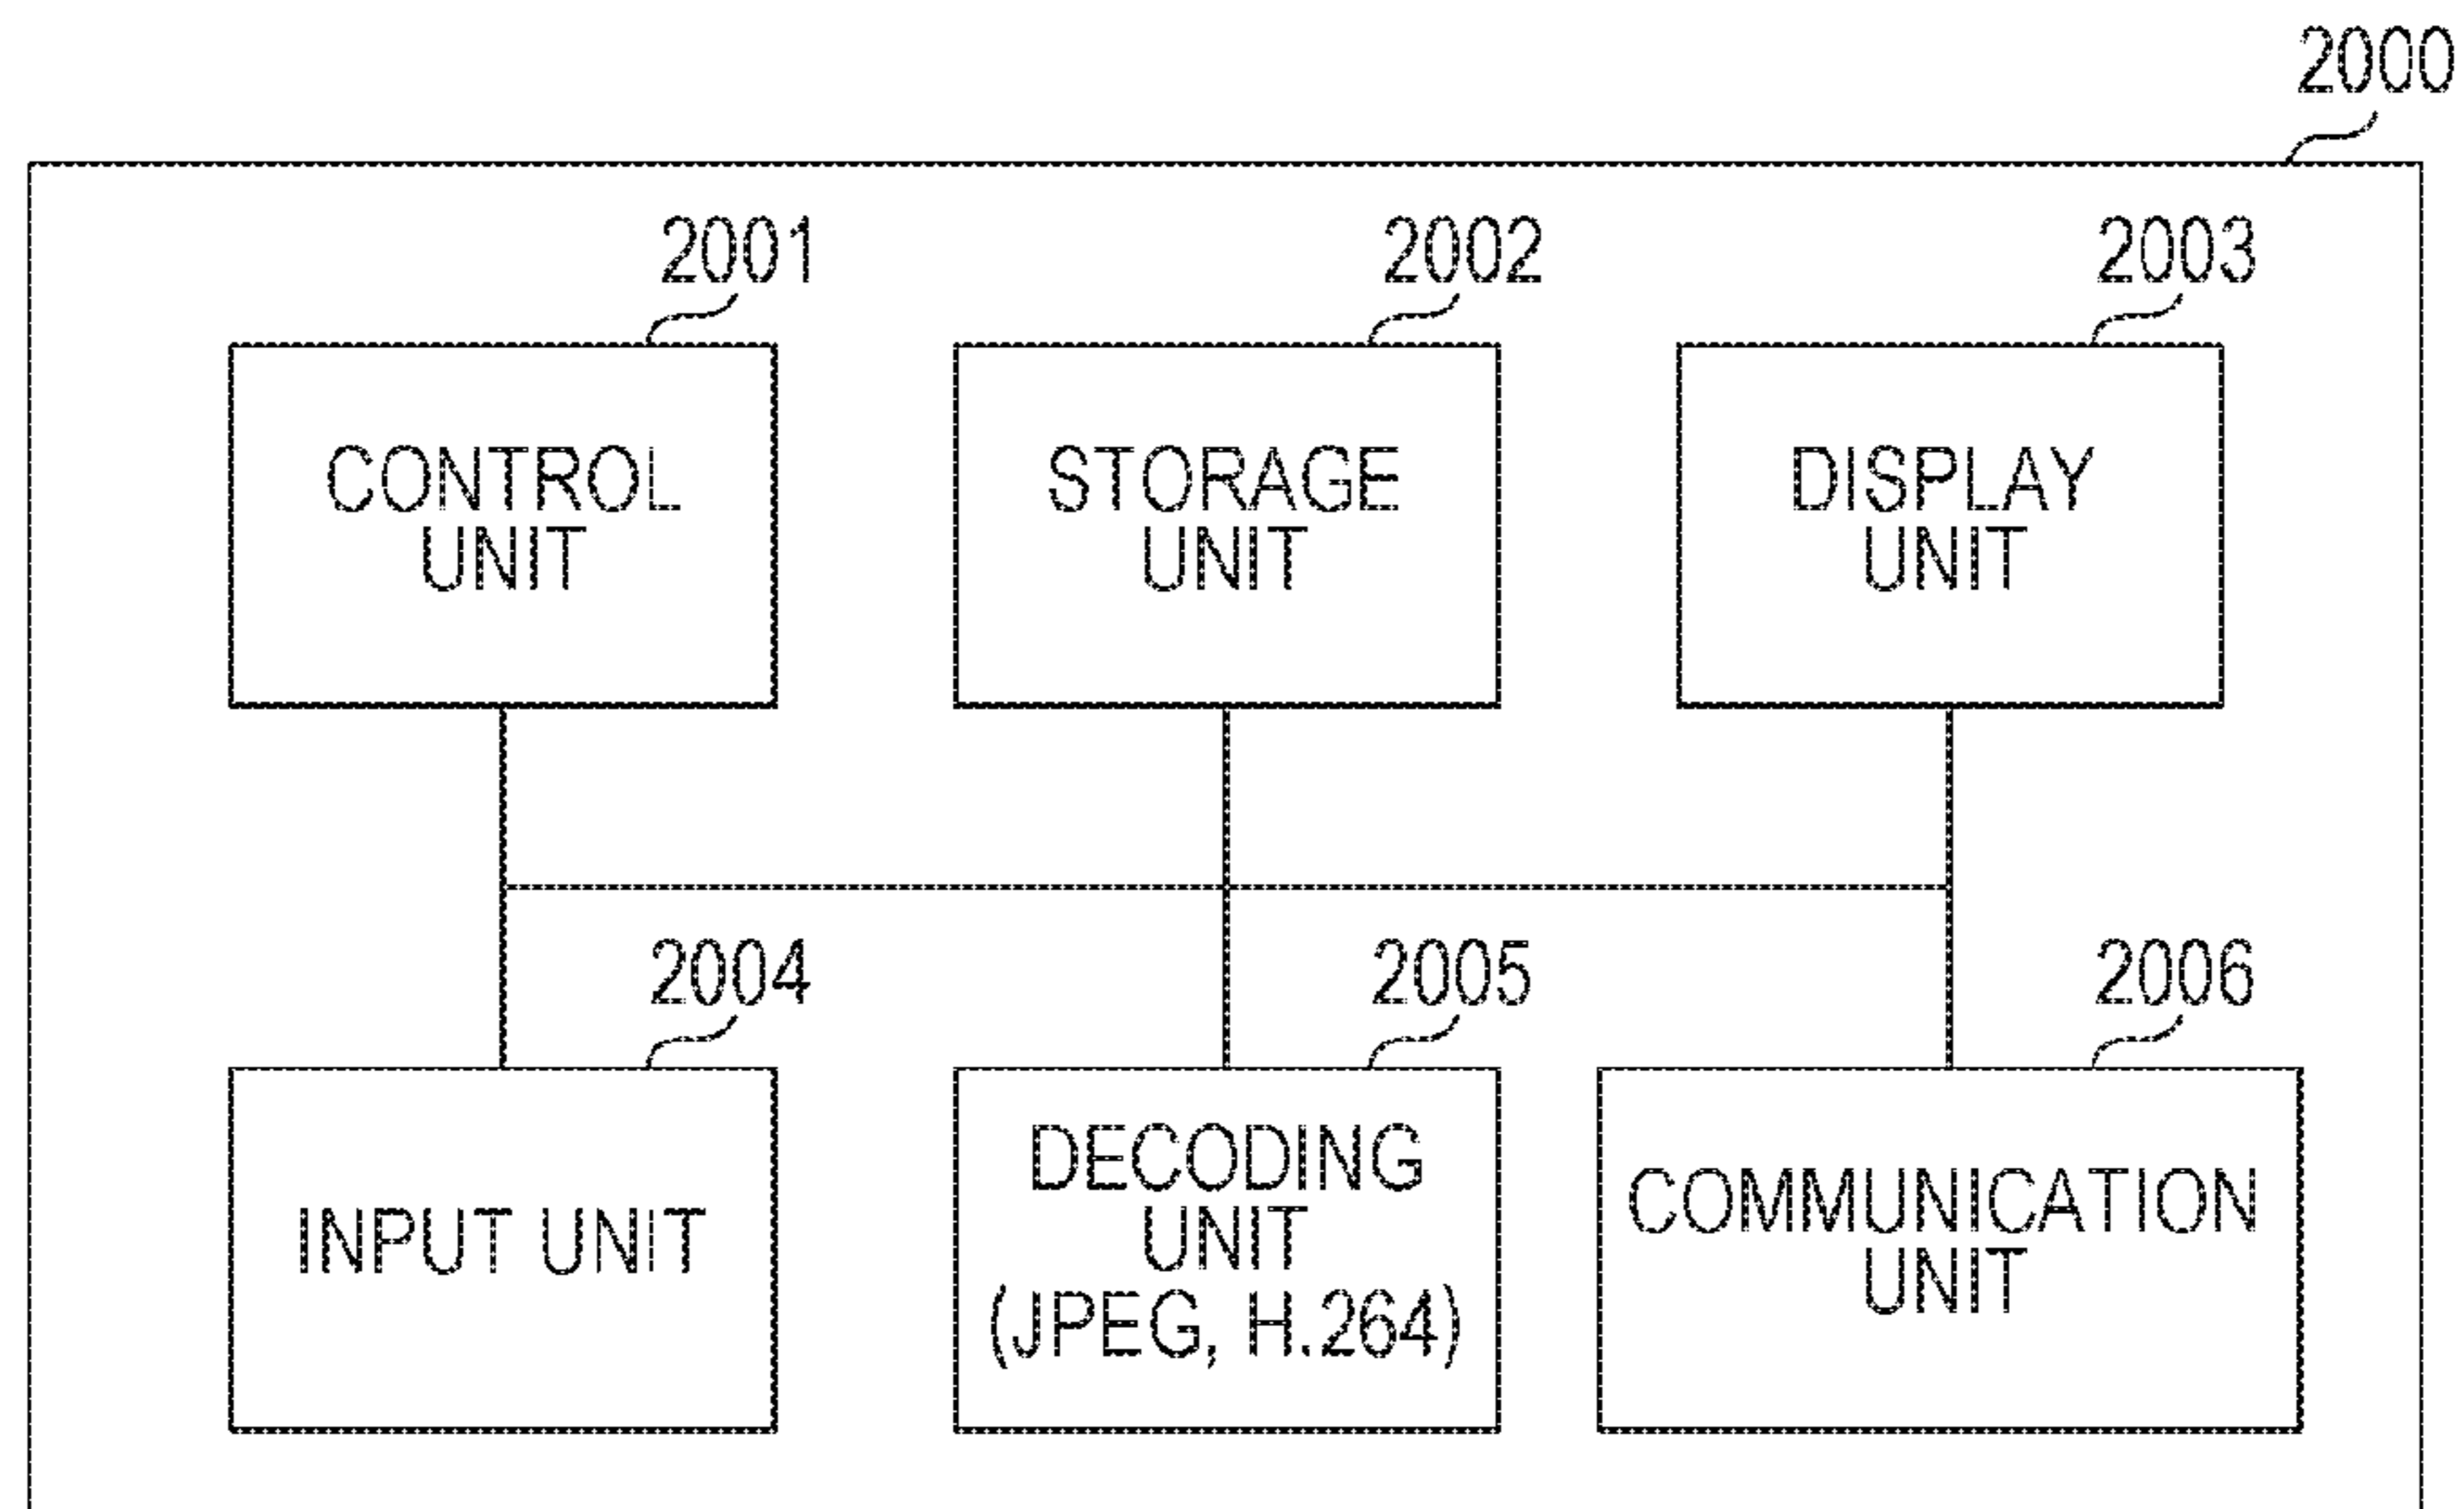 2000
2001
2002
2003
CONTROL
UNIT
STORAGE
UNIT
DISPLAY
UNIT
2004
2005
2006
INPUT UNIT
DECODING
UNIT
(JPEG, H.264)
COMMUNICATION
UNIT